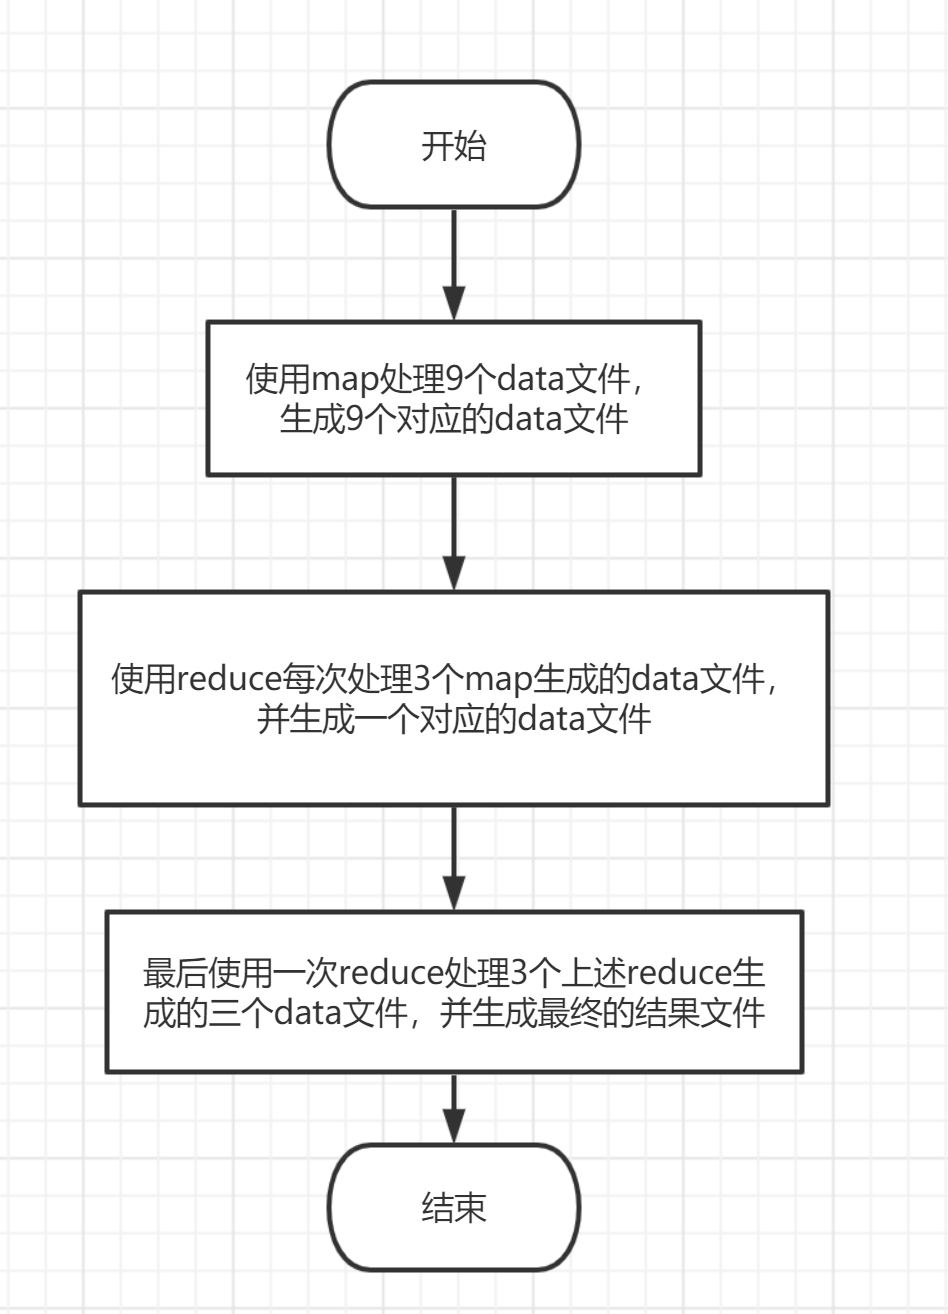 开始
使用map处理9个data文件，
生成9个对应的data文件
使用reduce每次处理3个map生成的data文件，
并生成一个对应的data文件
最后使用一次reduce处理3个上述reduce生
成的三个data文件，并生成最终的结果文件
结束